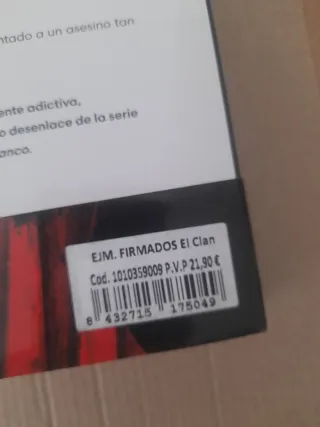 ntado a un asesino tan
ente adictiva,
o desenlace de la serie
anco.
EJM. FIRMADOS El Clan
Cod. 1010359009 P.V.P 21,90 €
8 432715 175049